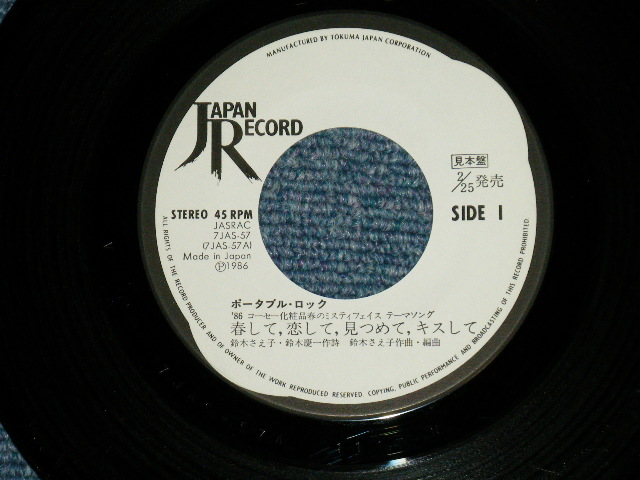 MANUFACTURED BY TOKUMA JAPAN CORPORATION
JAPAN
RECORD
見本盤
2/25発売
STEREO 45 RPM
SIDE 1
JASRAC
7JAS-57
(7JAS-57A)
Made in Japan
Ⓟ1986
ポータブル・ロック
'86 コーセー化粧品春のミスティフェイス テーマソング
春して,恋して,見つめて,キスして
鈴木さえ子・鈴木慶一作詩 鈴木さえ子作曲・編曲
ALL RIGHTS OF THE RECORD PRODUCER AND OF OWNER OF THE WORK REPRODUCED RESERVED. COPYING, PUBLIC PERFORMANCE AND BROADCASTING OF THIS RECORD PROHIBITED.